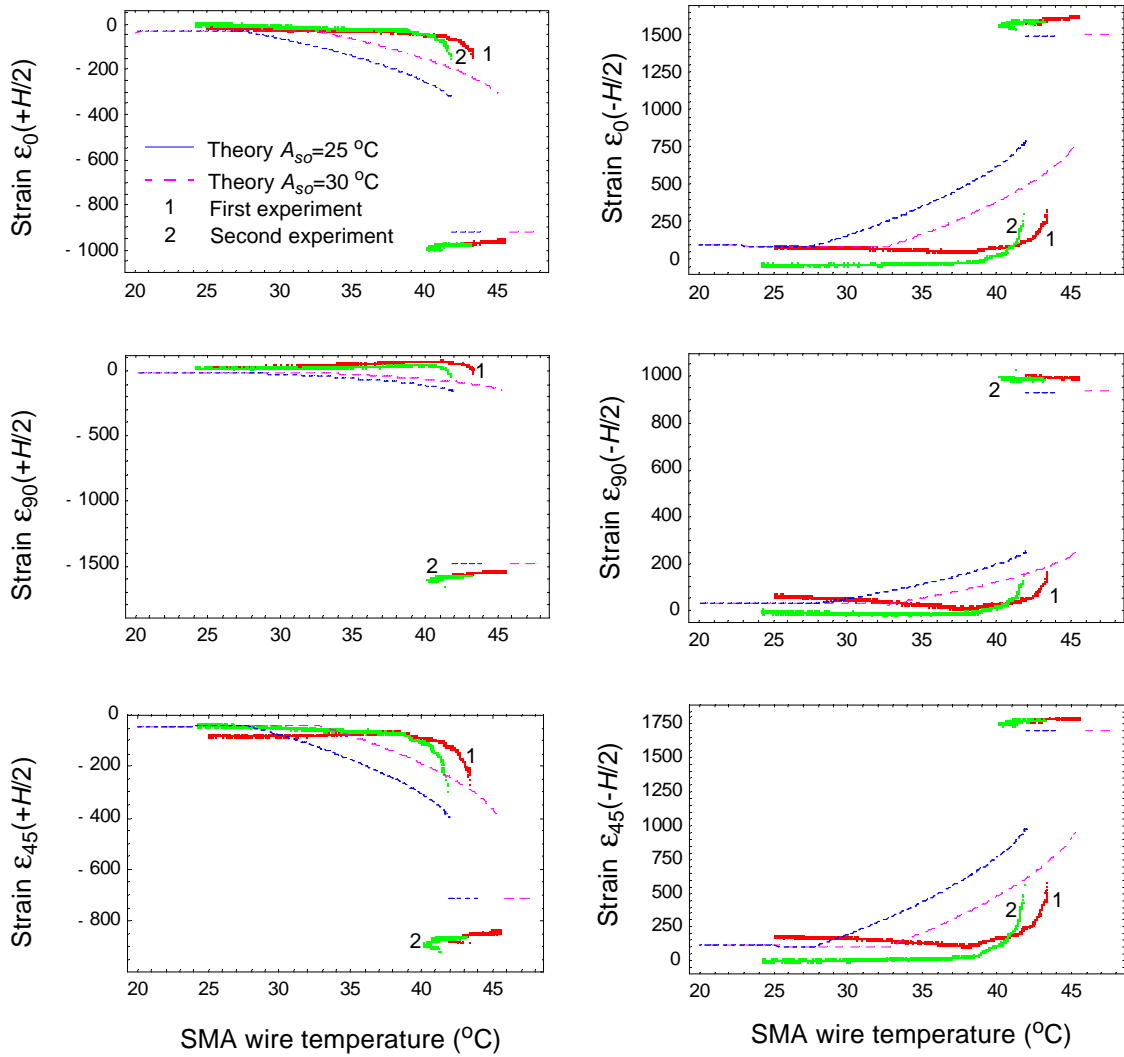 0
- 200
- 400
- 600
- 800
- 1000
Strain ε0(+H/2)
1
2
Theory Aso=25 oC
Theory Aso=30 oC
1 First experiment
2 Second experiment
20 25 30 35 40 45
1500
1250
1000
750
500
250
0
Strain ε0(-H/2)
2
1
20 25 30 35 40 45
0
- 500
- 1000
- 1500
Strain ε90(+H/2)
1
2
20 25 30 35 40 45
1000
800
600
400
200
0
Strain ε90(-H/2)
2
1
20 25 30 35 40 45
0
- 200
- 400
- 600
- 800
Strain ε45(+H/2)
1
2
20 25 30 35 40 45
SMA wire temperature (oC)
1750
1500
1250
1000
750
500
250
0
Strain ε45(-H/2)
2
1
20 25 30 35 40 45
SMA wire temperature (oC)